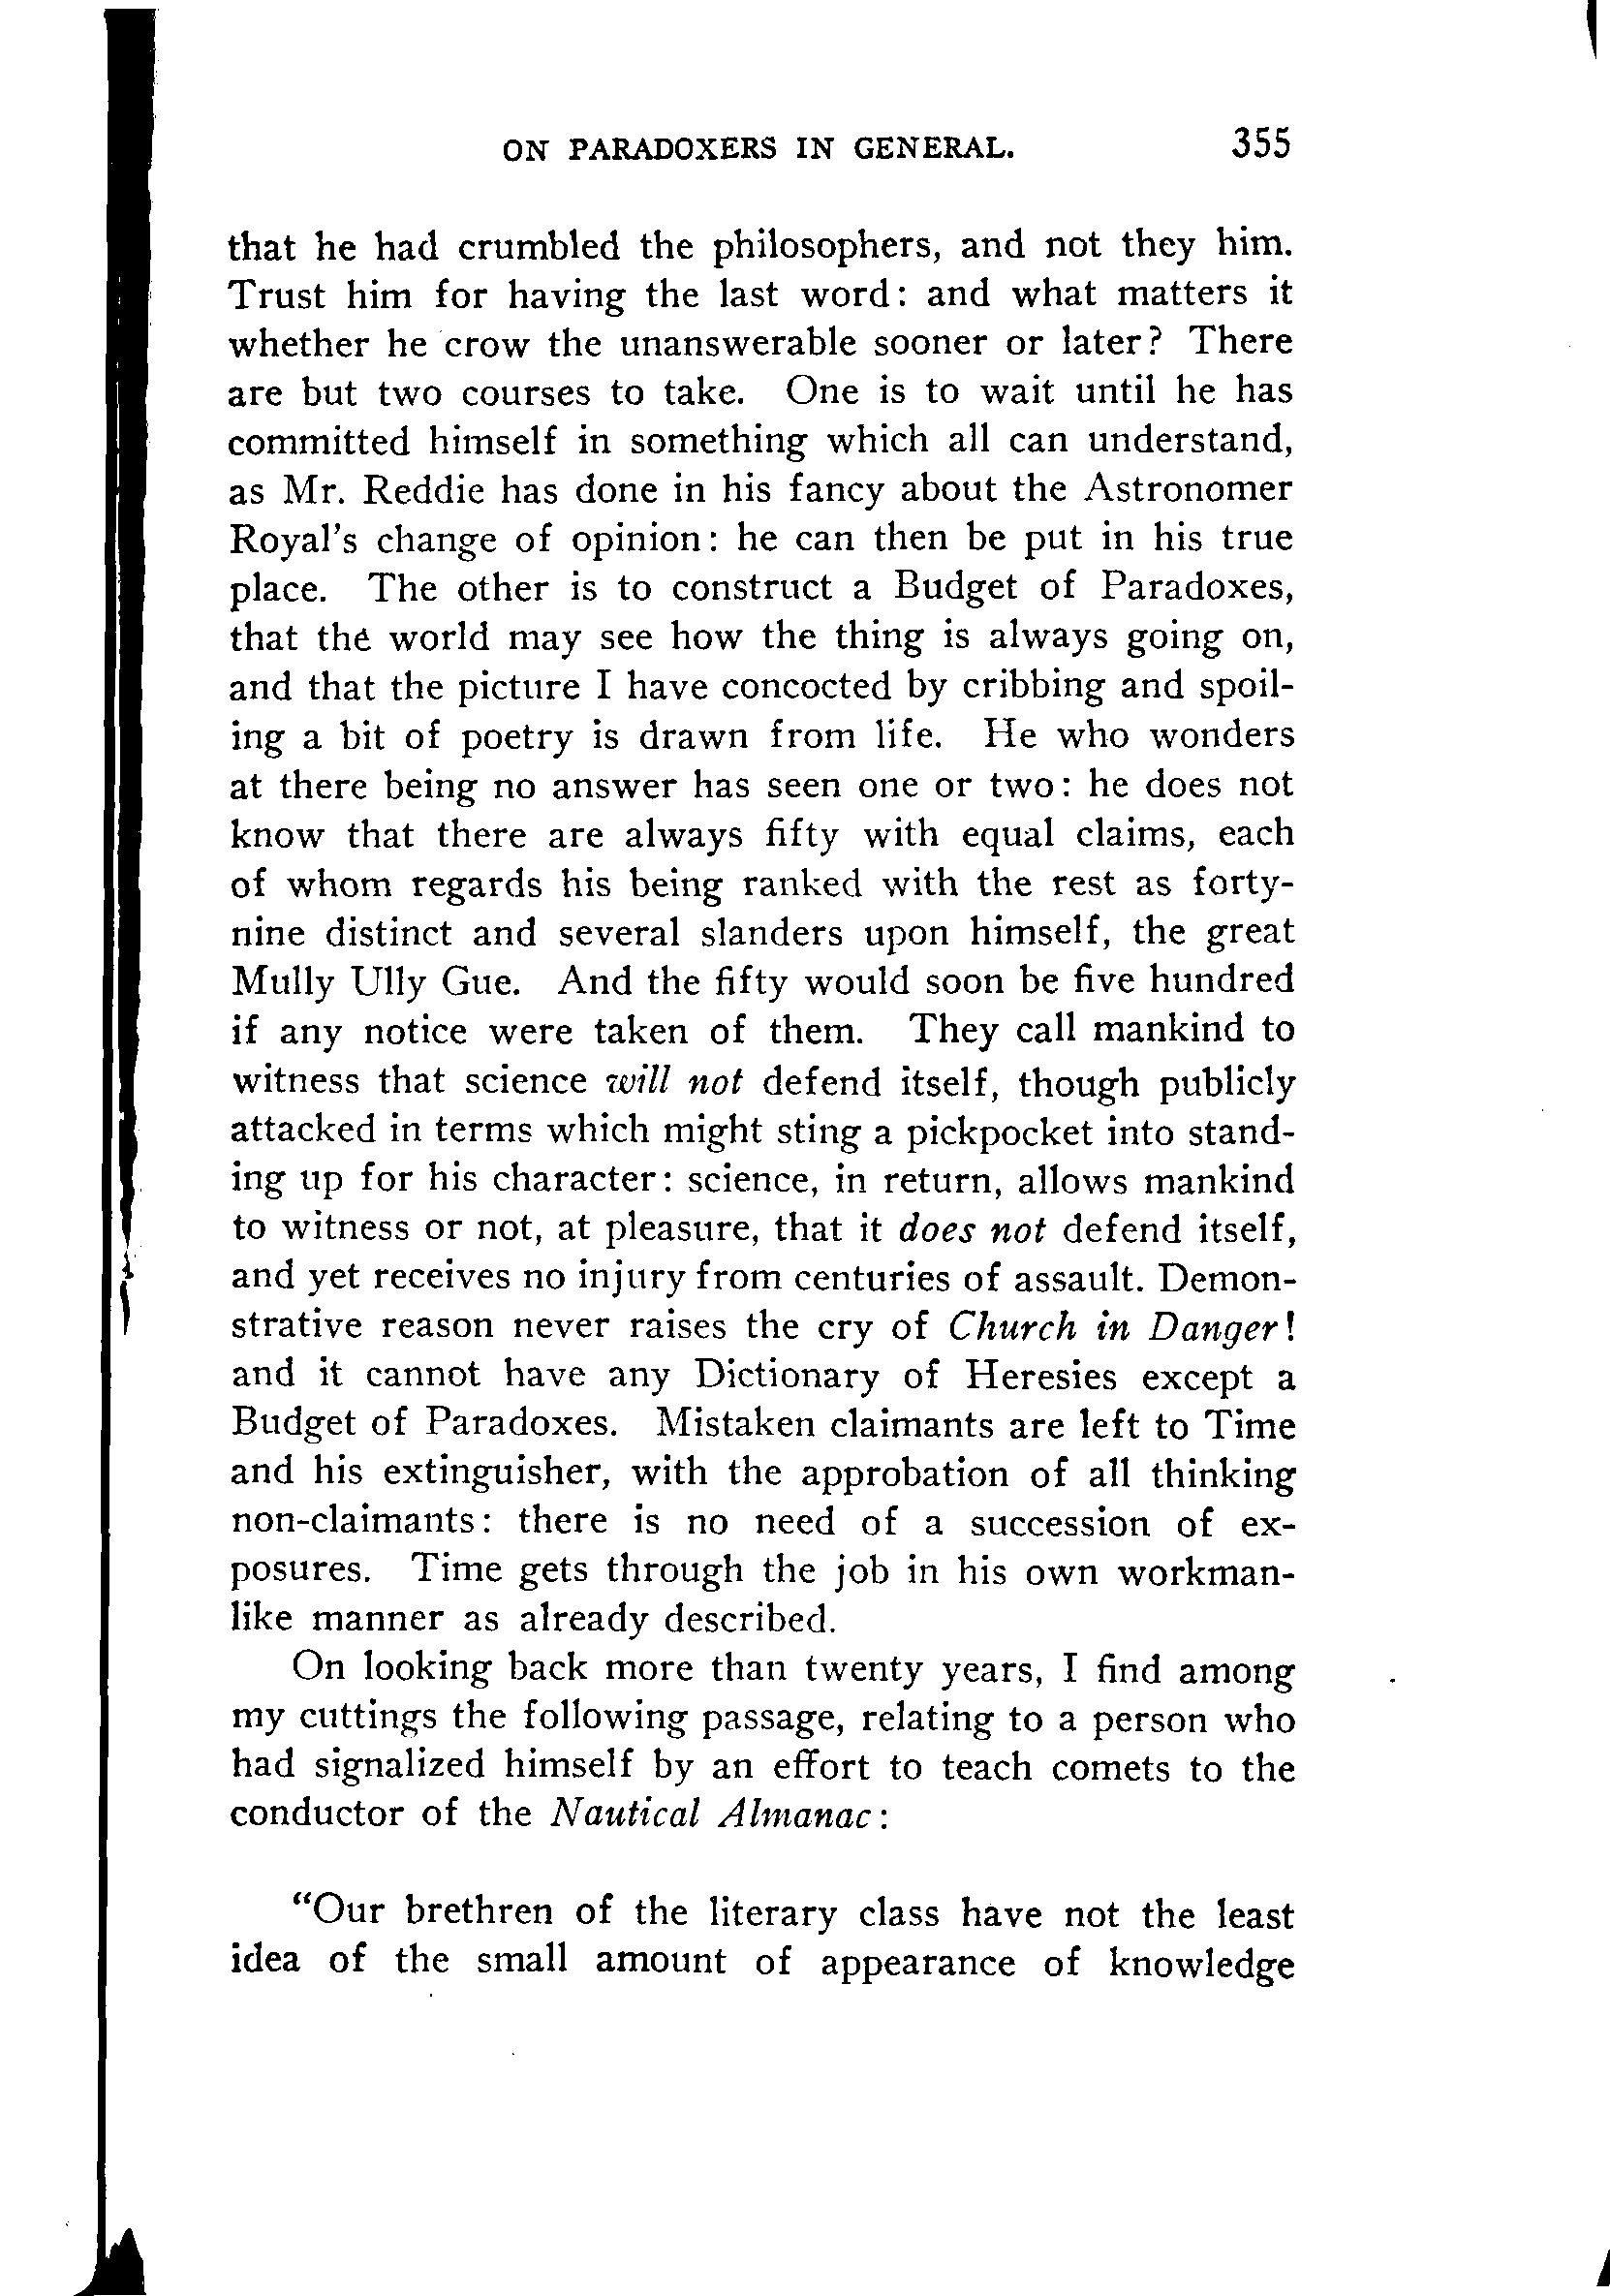 ON PARADOXERS IN GENERAL. 355
that he had crumbled the philosophers, and not they him.
Trust him for having the last word: and what matters it
whether he crow the unanswerable sooner or later? There
are but two courses to take. One is to wait until he has
committed himself in something which all can understand,
as Mr. Reddie has done in his fancy about the Astronomer
Royal's change of opinion: he can then be put in his true
place. The other is to construct a Budget of Paradoxes,
that the world may see how the thing is always going on,
and that the picture I have concocted by cribbing and spoil-
ing a bit of poetry is drawn from life. He who wonders
at there being no answer has seen one or two: he does not
know that there are always fifty with equal claims, each
of whom regards his being ranked with the rest as forty-
nine distinct and several slanders upon himself, the great
Mully Ully Gue. And the fifty would soon be five hundred
if any notice were taken of them. They call mankind to
witness that science will not defend itself, though publicly
attacked in terms which might sting a pickpocket into stand-
ing up for his character: science, in return, allows mankind
to witness or not, at pleasure, that it does not defend itself,
and yet receives no injury from centuries of assault. Demon-
strative reason never raises the cry of Church in Danger!
and it cannot have any Dictionary of Heresies except a
Budget of Paradoxes. Mistaken claimants are left to Time
and his extinguisher, with the approbation of all thinking
non-claimants: there is no need of a succession of ex-
posures. Time gets through the job in his own workman-
like manner as already described.
On looking back more than twenty years, I find among
my cuttings the following passage, relating to a person who
had signalized himself by an effort to teach comets to the
conductor of the Nautical Almanac:
"Our brethren of the literary class have not the least
idea of the small amount of appearance of knowledge